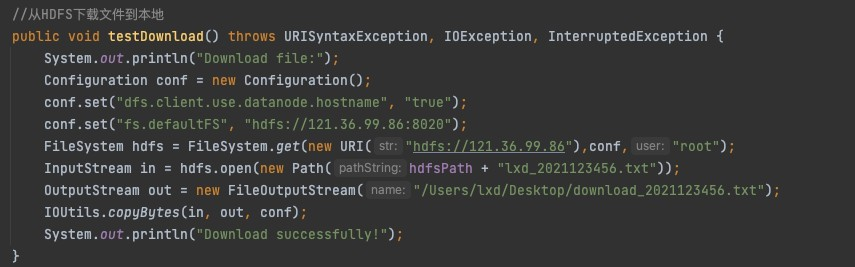 //从HDFS下载文件到本地
public void testDownload() throws URISyntaxException, IOException, InterruptedException {
System.out.println("Download file:");
Configuration conf = new Configuration();
conf.set("dfs.client.use.datanode.hostname", "true");
conf.set("fs.defaultFS", "hdfs://121.36.99.86:8020");
FileSystem hdfs = FileSystem.get(new URI( str: "hdfs://121.36.99.86"),conf, user: "root");
InputStream in = hdfs.open(new Path( pathString: hdfsPath + "lxd_2021123456.txt"));
OutputStream out = new FileOutputStream( name: "/Users/lxd/Desktop/download_2021123456.txt");
IOUtils.copyBytes(in, out, conf);
System.out.println("Download successfully!");
}